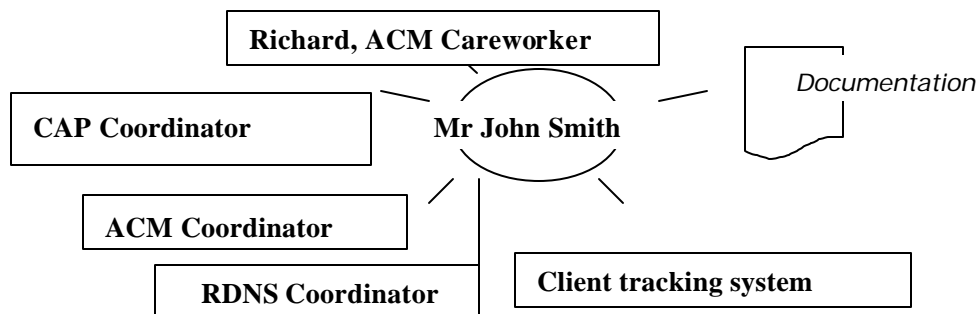 Richard, ACM Careworker
Documentation
CAP Coordinator
Mr John Smith
ACM Coordinator
Client tracking system
RDNS Coordinator